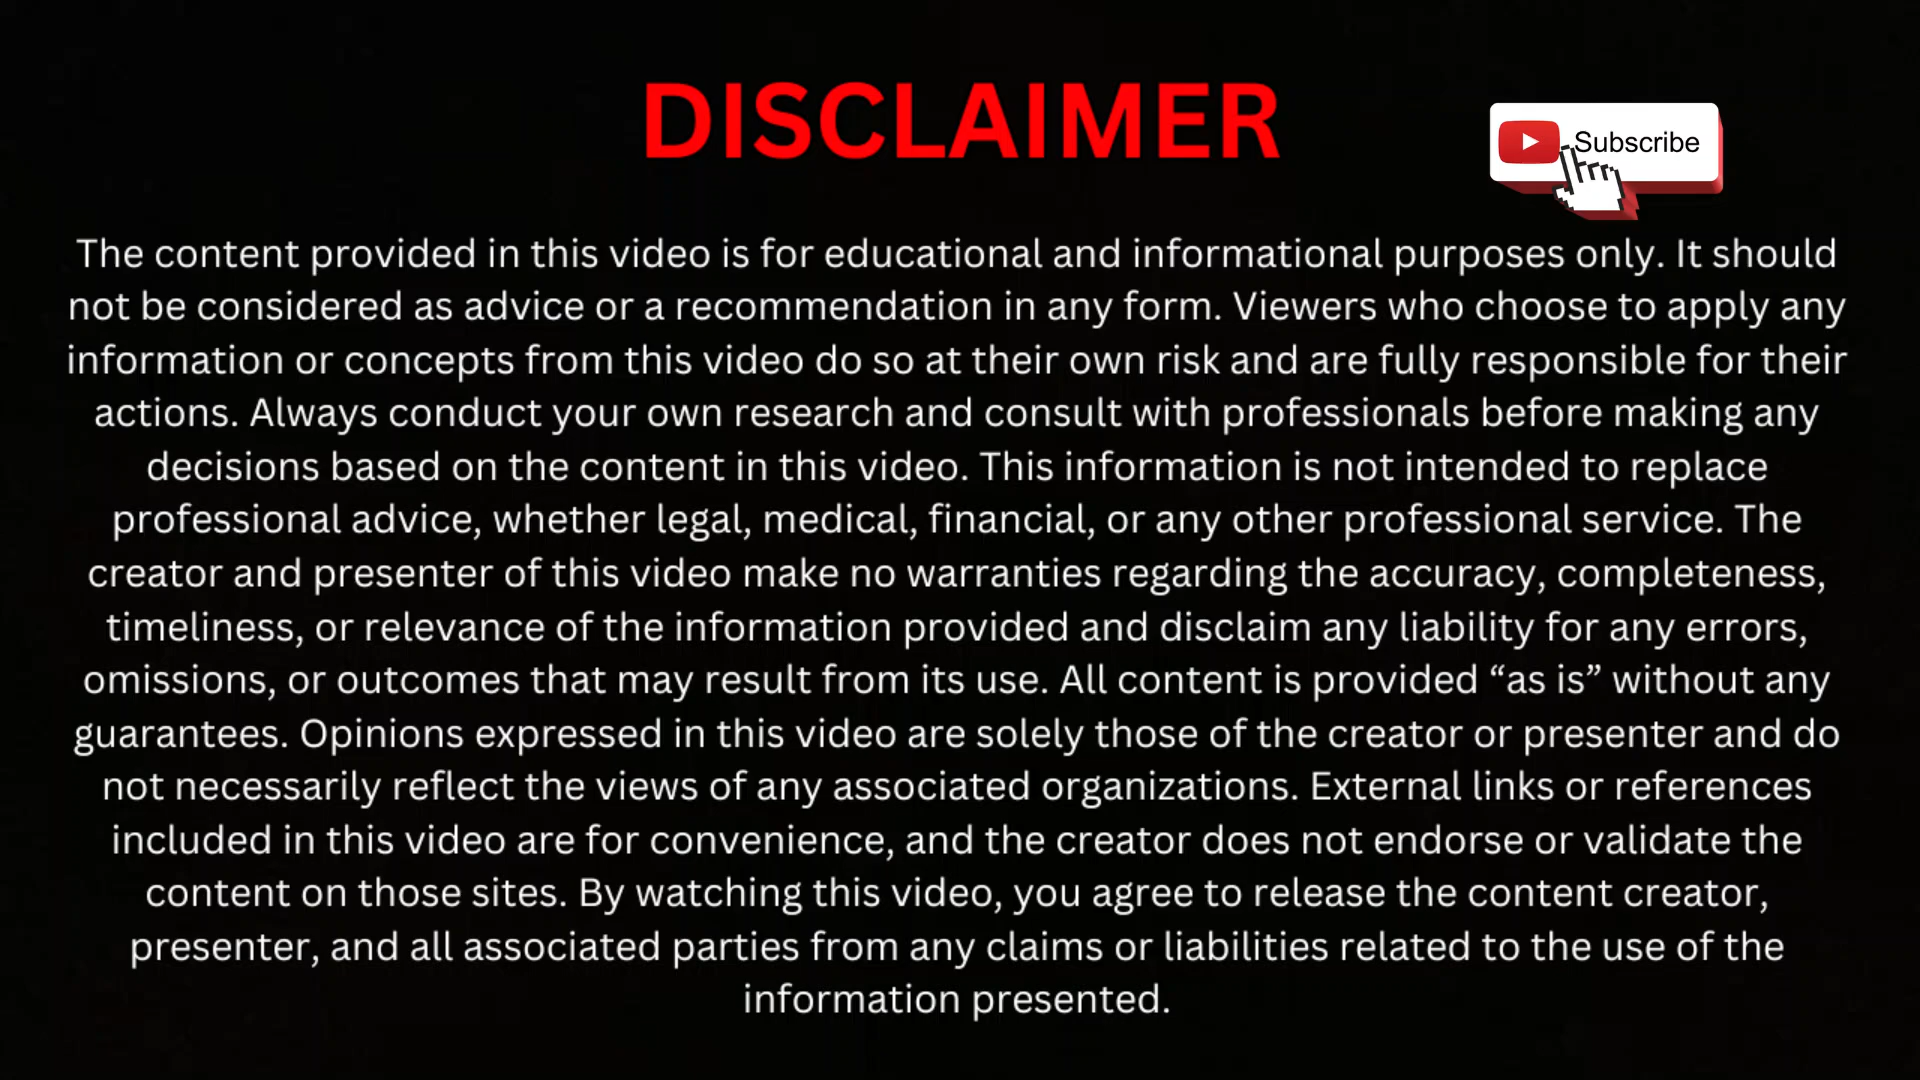 DISCLAIMER
Subscribe
The content provided in this video is for educational and informational purposes only. It should
not be considered as advice or a recommendation in any form. Viewers who choose to apply any
information or concepts from this video do so at their own risk and are fully responsible for their
actions. Always conduct your own research and consult with professionals before making any
decisions based on the content in this video. This information is not intended to replace
professional advice, whether legal, medical, financial, or any other professional service. The
creator and presenter of this video make no warranties regarding the accuracy, completeness,
timeliness, or relevance of the information provided and disclaim any liability for any errors,
omissions, or outcomes that may result from its use. All content is provided “as is” without any
guarantees. Opinions expressed in this video are solely those of the creator or presenter and do
not necessarily reflect the views of any associated organizations. External links or references
included in this video are for convenience, and the creator does not endorse or validate the
content on those sites. By watching this video, you agree to release the content creator,
presenter, and all associated parties from any claims or liabilities related to the use of the
information presented.